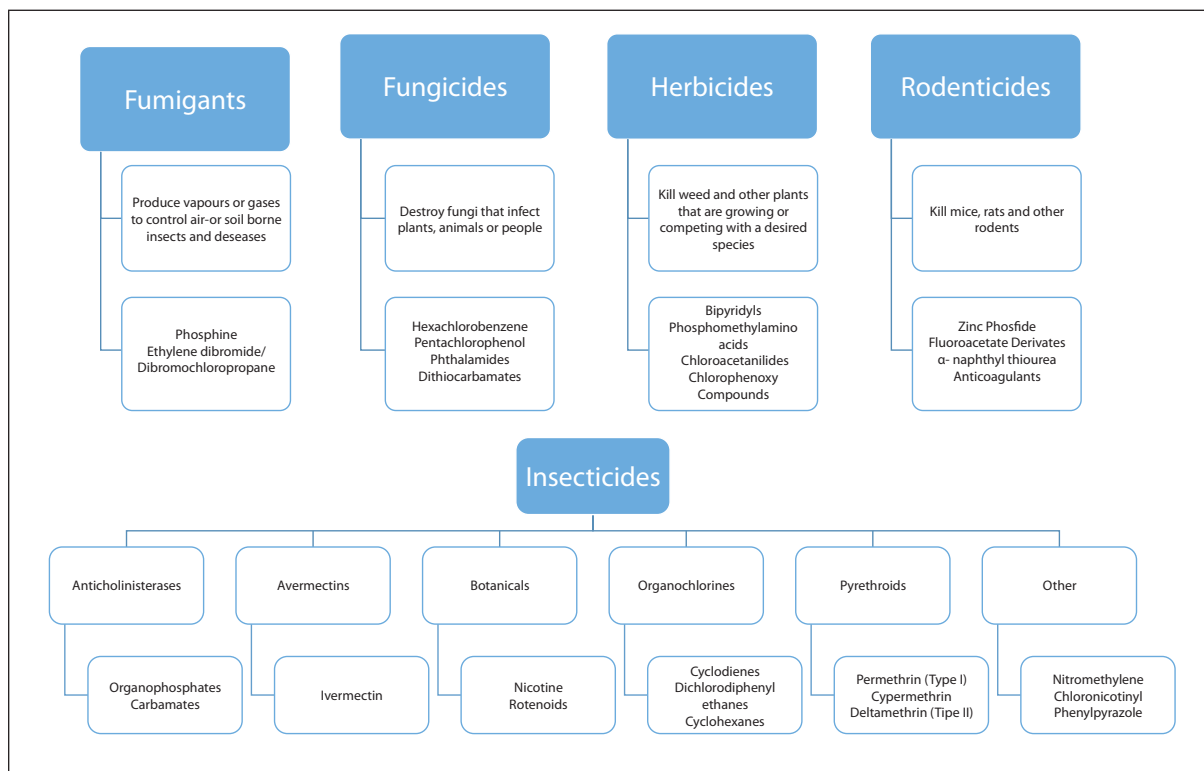 Fumigants
Fungicides
Herbicides
Rodenticides
Produce vapours or gases
to control air-or soil borne
insects and deseases
Destroy fungi that infect
plants, animals or people
Kill weed and other plants
that are growing or
competing with a desired
species
Kill mice, rats and other
rodents
Phosphine
Ethylene dibromide/
Dibromochloropropane
Hexachlorobenzene
Pentachlorophenol
Phthalamides
Dithiocarbamates
Bipyridyls
Phosphomethylamino
acids
Chloroacetanilides
Chlorophenoxy
Compounds
Zinc Phosfide
Fluoroacetate Derivates
α- naphthyl thiourea
Anticoagulants
Insecticides
Anticholinisterases
Avermectins
Botanicals
Organochlorines
Pyrethroids
Other
Organophosphates
Carbamates
Ivermectin
Nicotine
Rotenoids
Cyclodienes
Dichlorodiphenyl
ethanes
Cyclohexanes
Permethrin (Type I)
Cypermethrin
Deltamethrin (Tipe II)
Nitromethylene
Chloronicotinyl
Phenylpyrazole